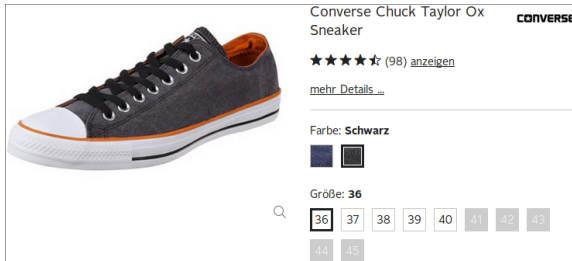 Converse Chuck Taylor Ox
Sneaker
CONVERSE
(98) anzeigen
mehr Details ...
Farbe: Schwarz
Größe: 36
36 37 38 39 40 41 42 43
44 45